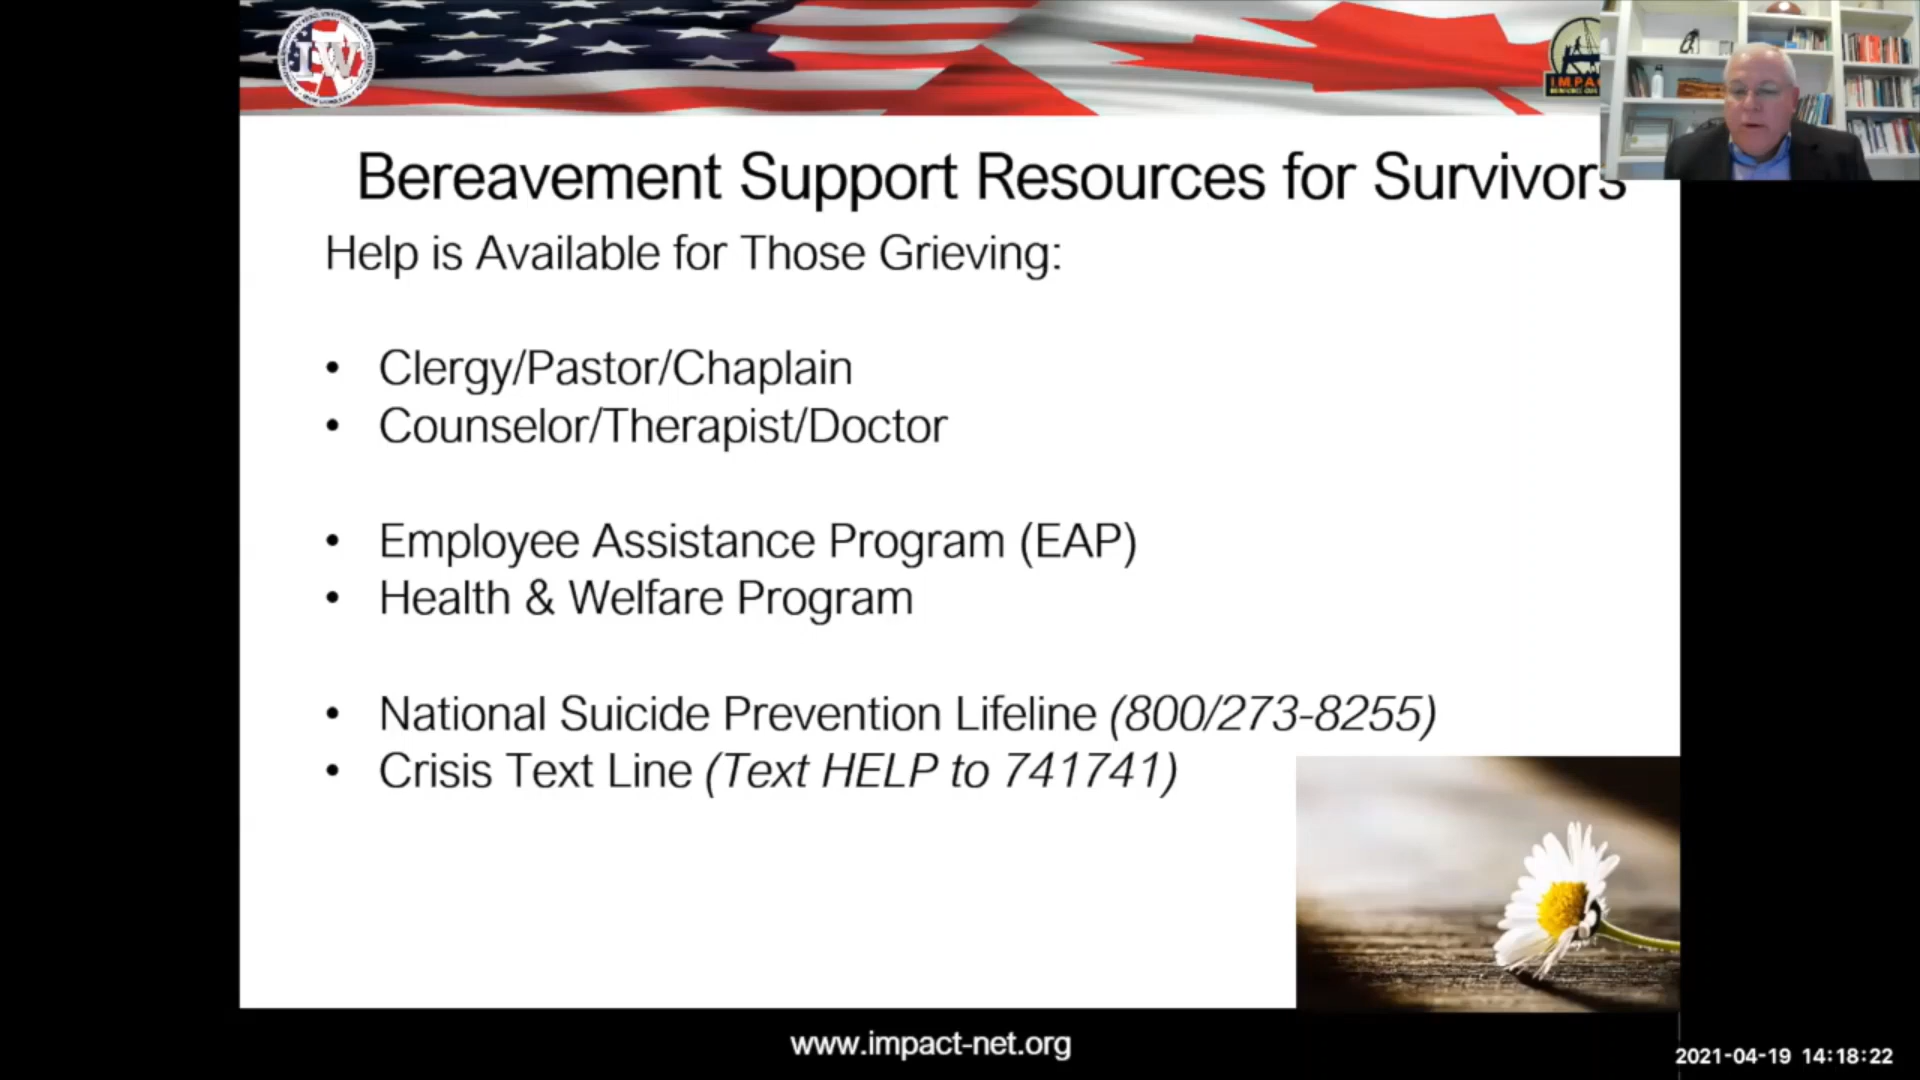 IW
IMPAC
Bereavement Support Resources for Survivors
Help is Available for Those Grieving:
• Clergy/Pastor/Chaplain
• Counselor/Therapist/Doctor
• Employee Assistance Program (EAP)
• Health & Welfare Program
• National Suicide Prevention Lifeline (800/273-8255)
• Crisis Text Line (Text HELP to 741741)
www.impact-net.org
2021-04-19 14:18:22